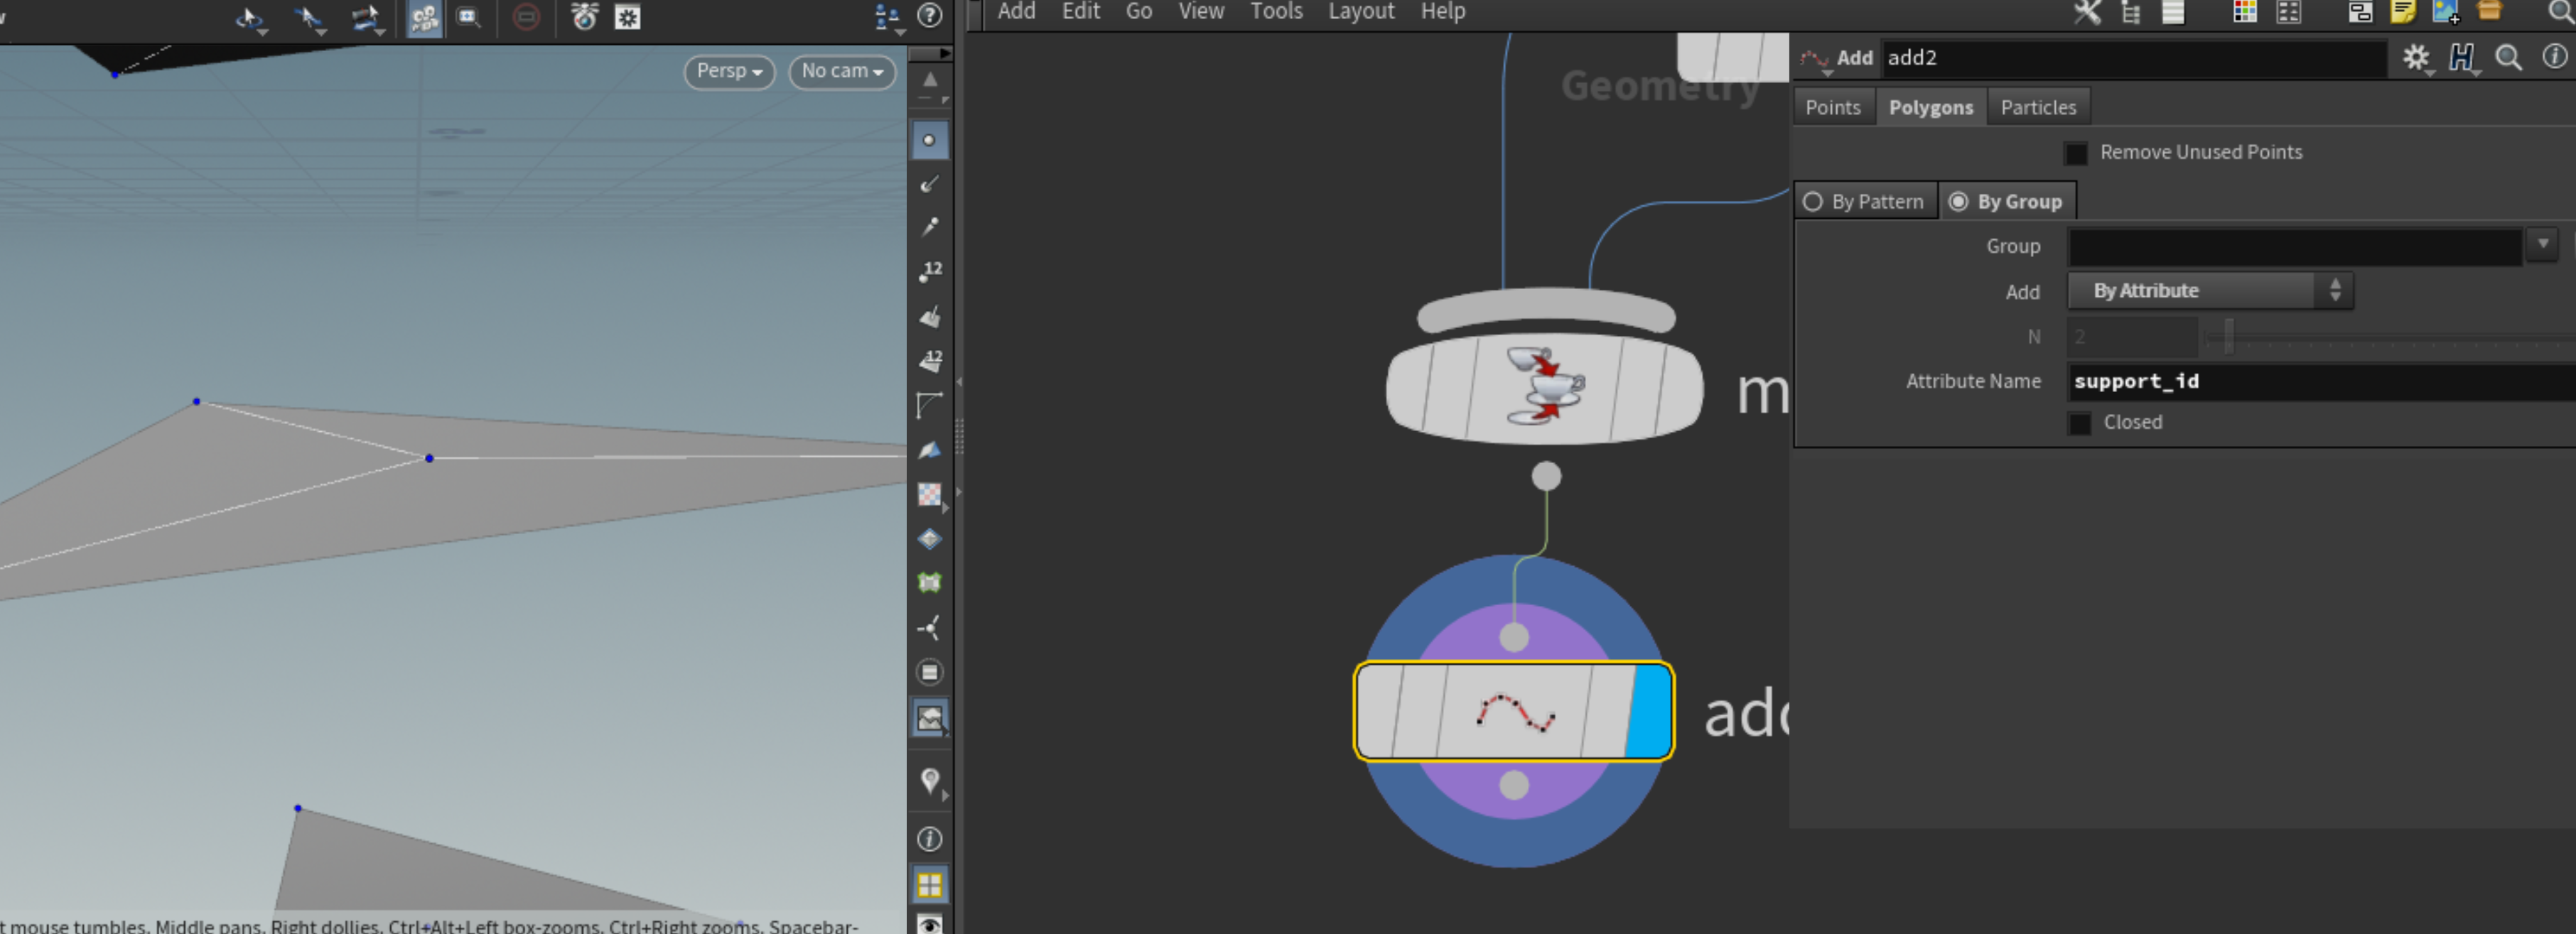 Add Edit Go View Tools Layout Help
Persp No cam
Geometry
Add add2
Points Polygons Particles
Remove Unused Points
By Pattern By Group
Group
Add By Attribute
N 2
Attribute Name support_id
Closed
12
12
m
add
t mouse tumbles. Middle pans. Right dollies. Ctrl+Alt+Left box-zooms. Ctrl+Right zooms. Spacebar-